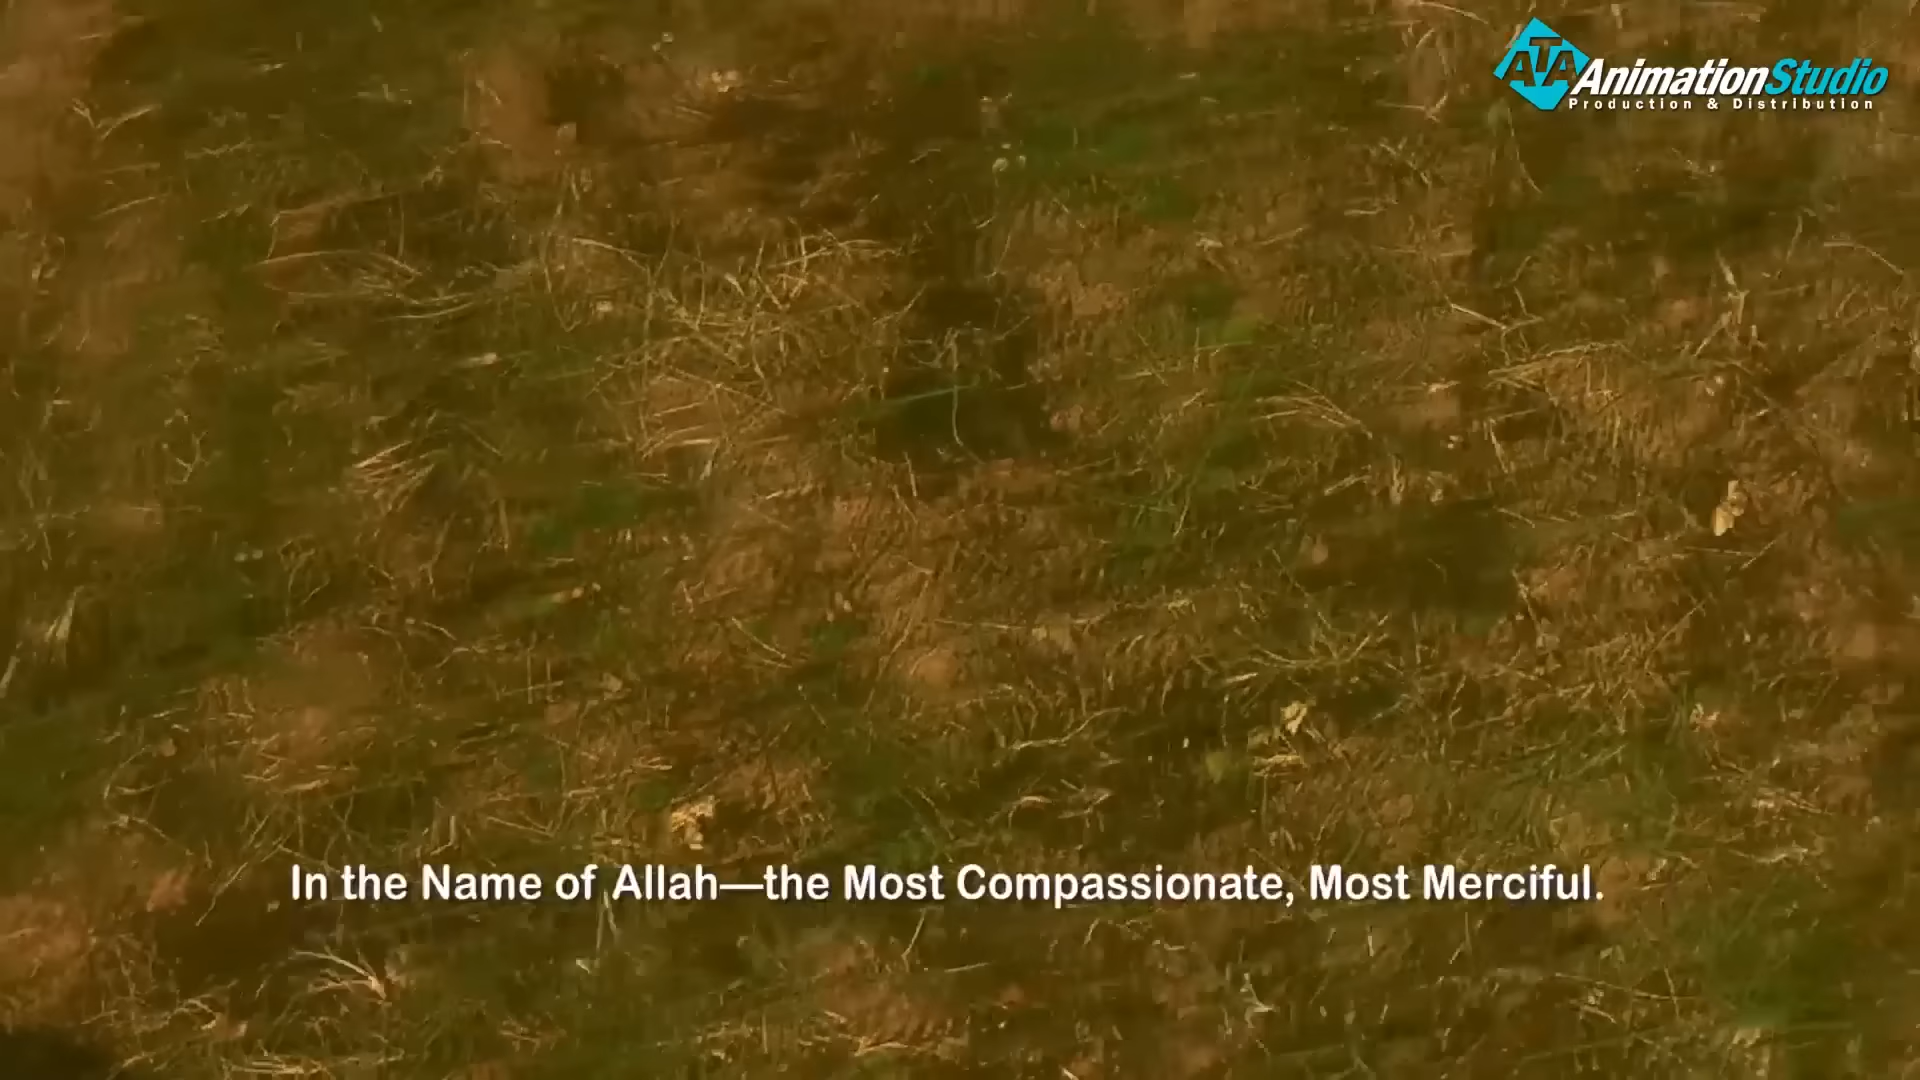 ATA AnimationStudio
Production & Distribution
In the Name of Allah—the Most Compassionate, Most Merciful.